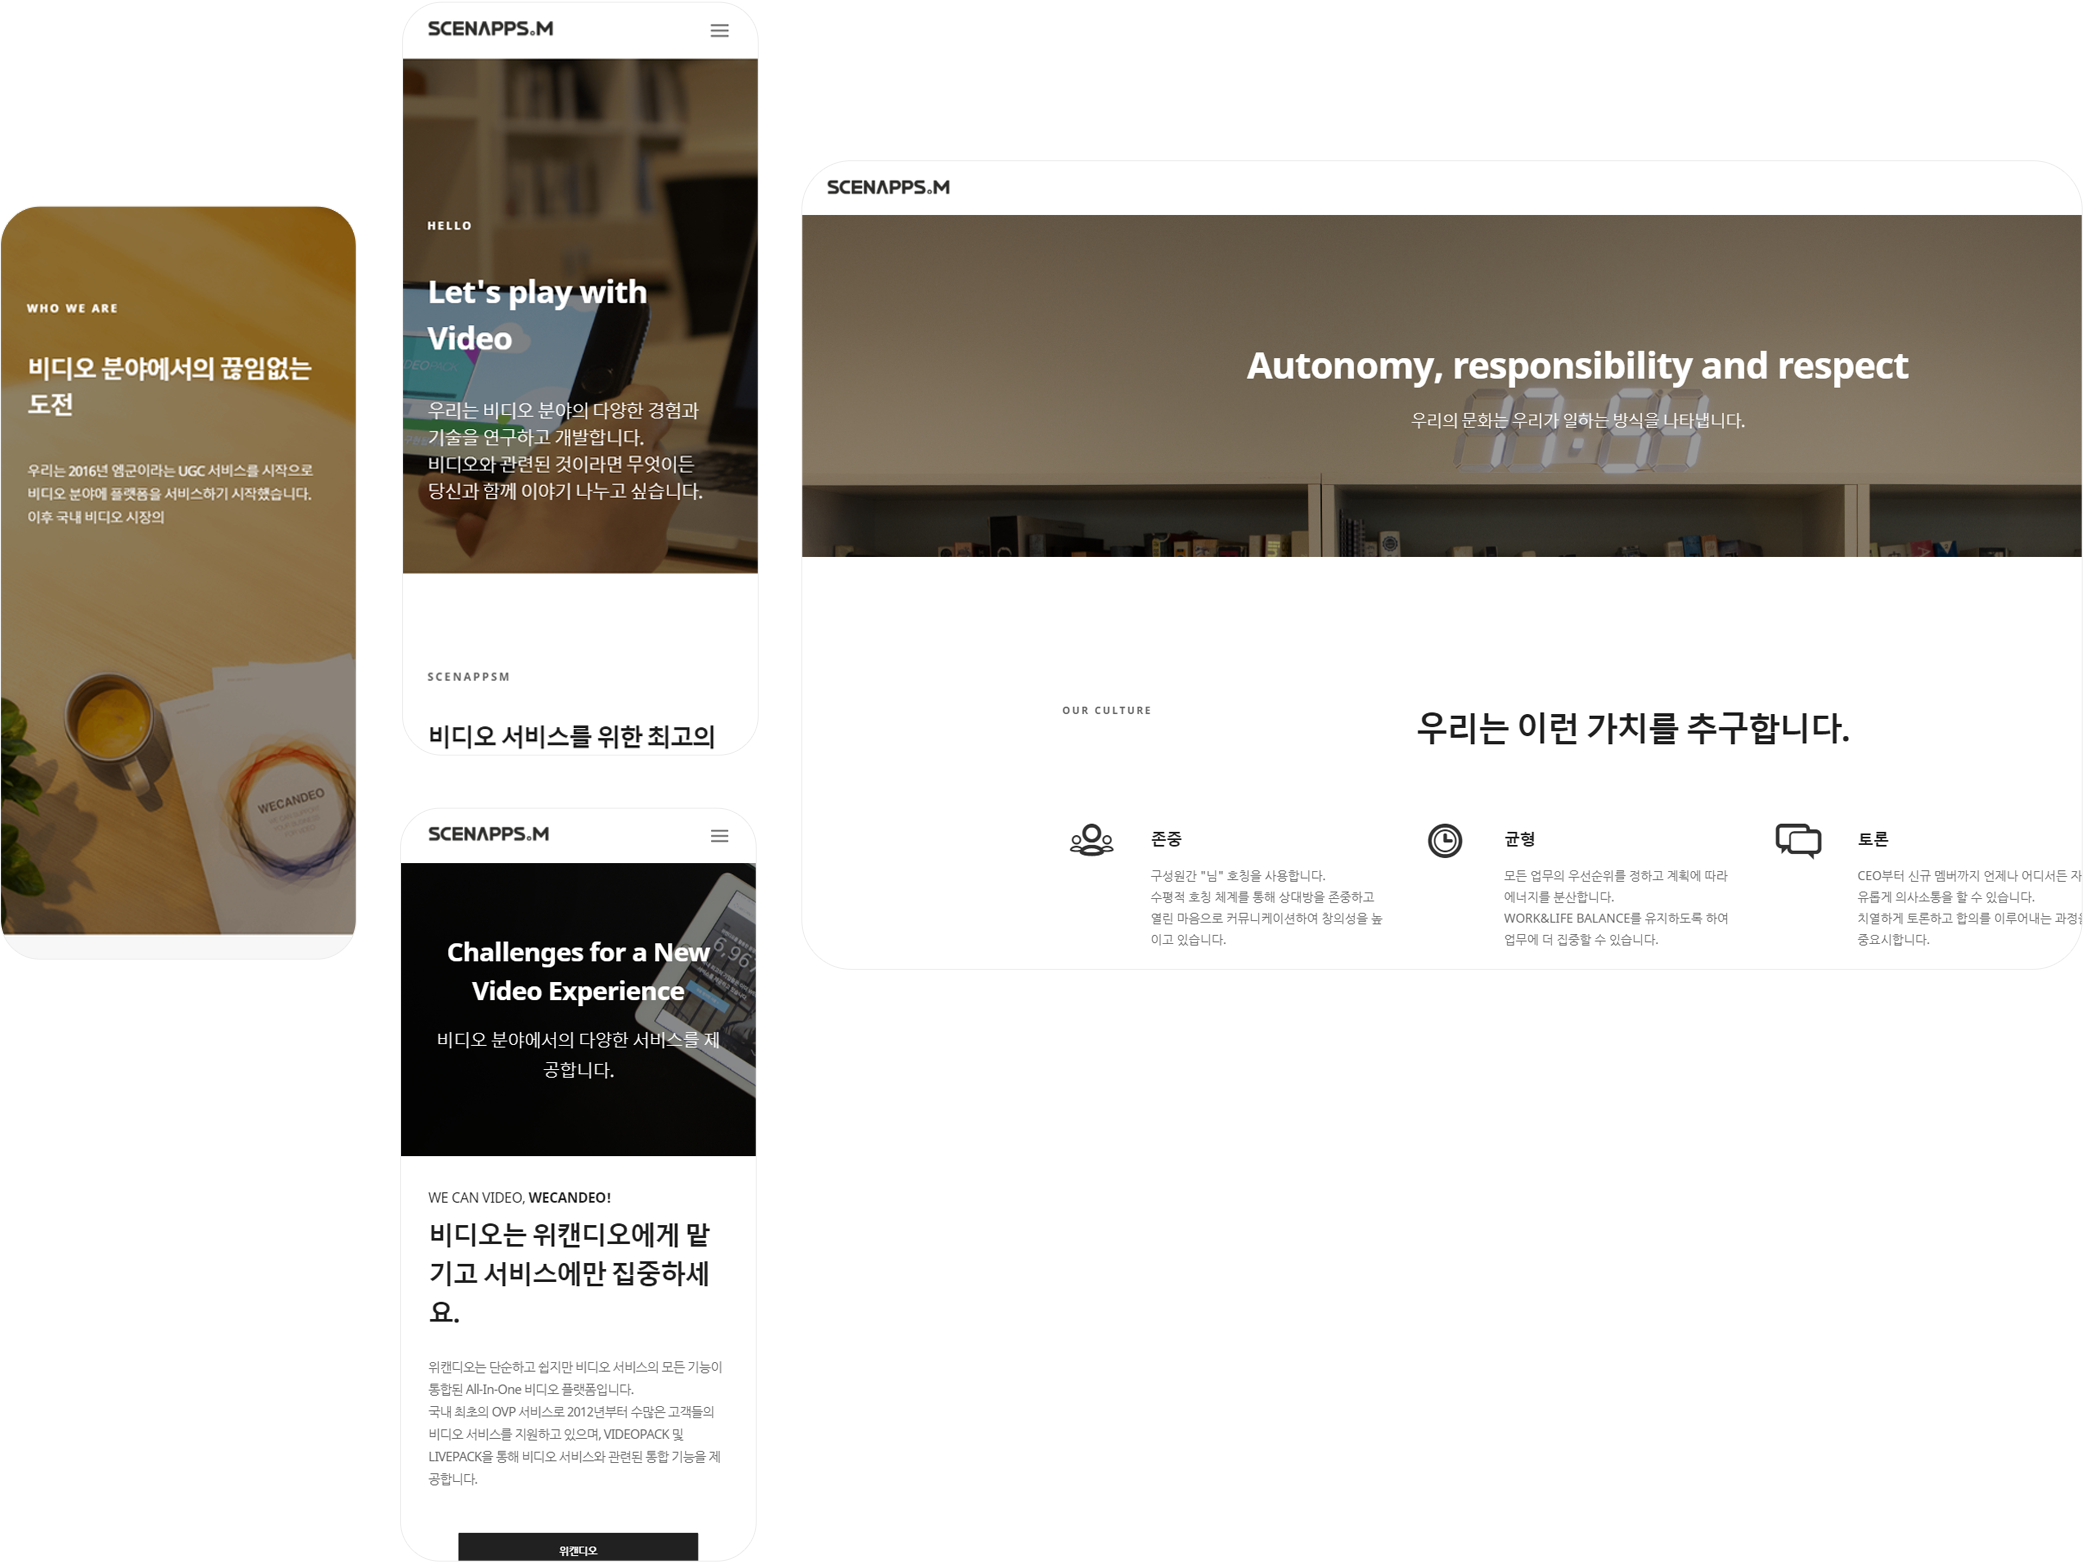 WHO WE ARE
비디오 분야에서의 끊임없는
도전
우리는 2016년 엠군이라는 UGC 서비스를 시작으로
비디오 분야에 플랫폼을 서비스하기 시작했습니다.
이후 국내 비디오 시장의
WECANDEO
SCENAPPS.M
HELLO
Let's play with
Video
우리는 비디오 분야의 다양한 경험과
기술을 연구하고 개발합니다.
비디오와 관련된 것이라면 무엇이든
당신과 함께 이야기 나누고 싶습니다.
SCENAPPSM
비디오 서비스를 위한 최고의
SCENAPPS.M
Challenges for a New
Video Experience
비디오 분야에서의 다양한 서비스를 제
공합니다.
WE CAN VIDEO, WECANDEO!
비디오는 위캔디오에게 맡
기고 서비스에만 집중하세
요.
위캔디오는 단순하고 쉽지만 비디오 서비스의 모든 기능이
통합된 All-In-One 비디오 플랫폼입니다.
국내 최초의 OVP 서비스로 2012년부터 수많은 고객들의
비디오 서비스를 지원하고 있으며, VIDEOPACK 및
LIVEPACK을 통해 비디오 서비스와 관련된 통합 기능을 제
공합니다.
위캔디오
SCENAPPS.M
Autonomy, responsibility and respect
우리의 문화는 우리가 일하는 방식을 나타냅니다.
OUR CULTURE
우리는 이런 가치를 추구합니다.
존중
구성원간 "님" 호칭을 사용합니다.
수평적 호칭 체계를 통해 상대방을 존중하고
열린 마음으로 커뮤니케이션하여 창의성을 높
이고 있습니다.
균형
모든 업무의 우선순위를 정하고 계획에 따라
에너지를 분산합니다.
WORK&LIFE BALANCE를 유지하도록 하여
업무에 더 집중할 수 있습니다.
토론
CEO부터 신규 멤버까지 언제나 어디서든 자
유롭게 의사소통을 할 수 있습니다.
치열하게 토론하고 합의를 이루어내는 과정을
중요시합니다.